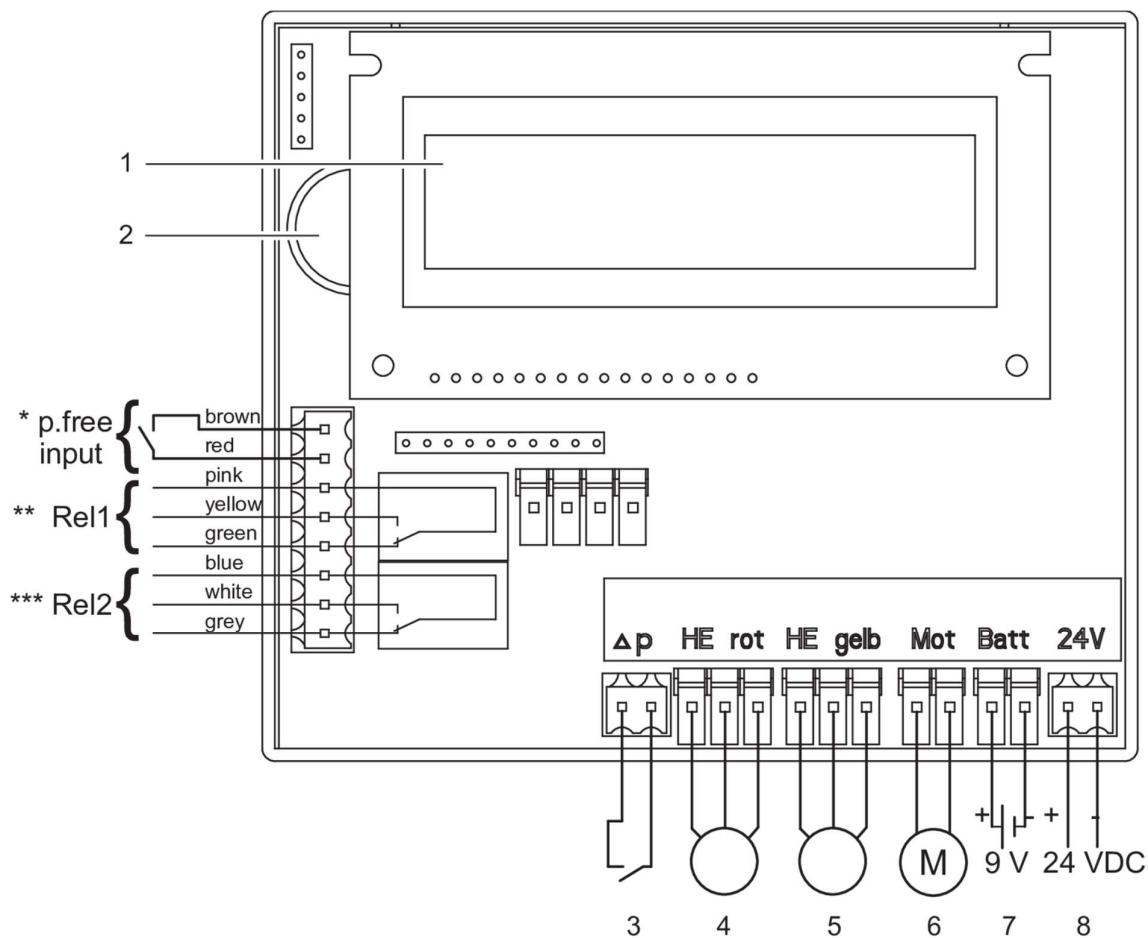 1
2
* p.free
input
brown
red
pink
** Rel1
yellow
green
blue
*** Rel2
white
grey
Δp HE rot HE gelb Mot Batt 24V
M
+ - + -
9 V 24 VDC
3 4 5 6 7 8